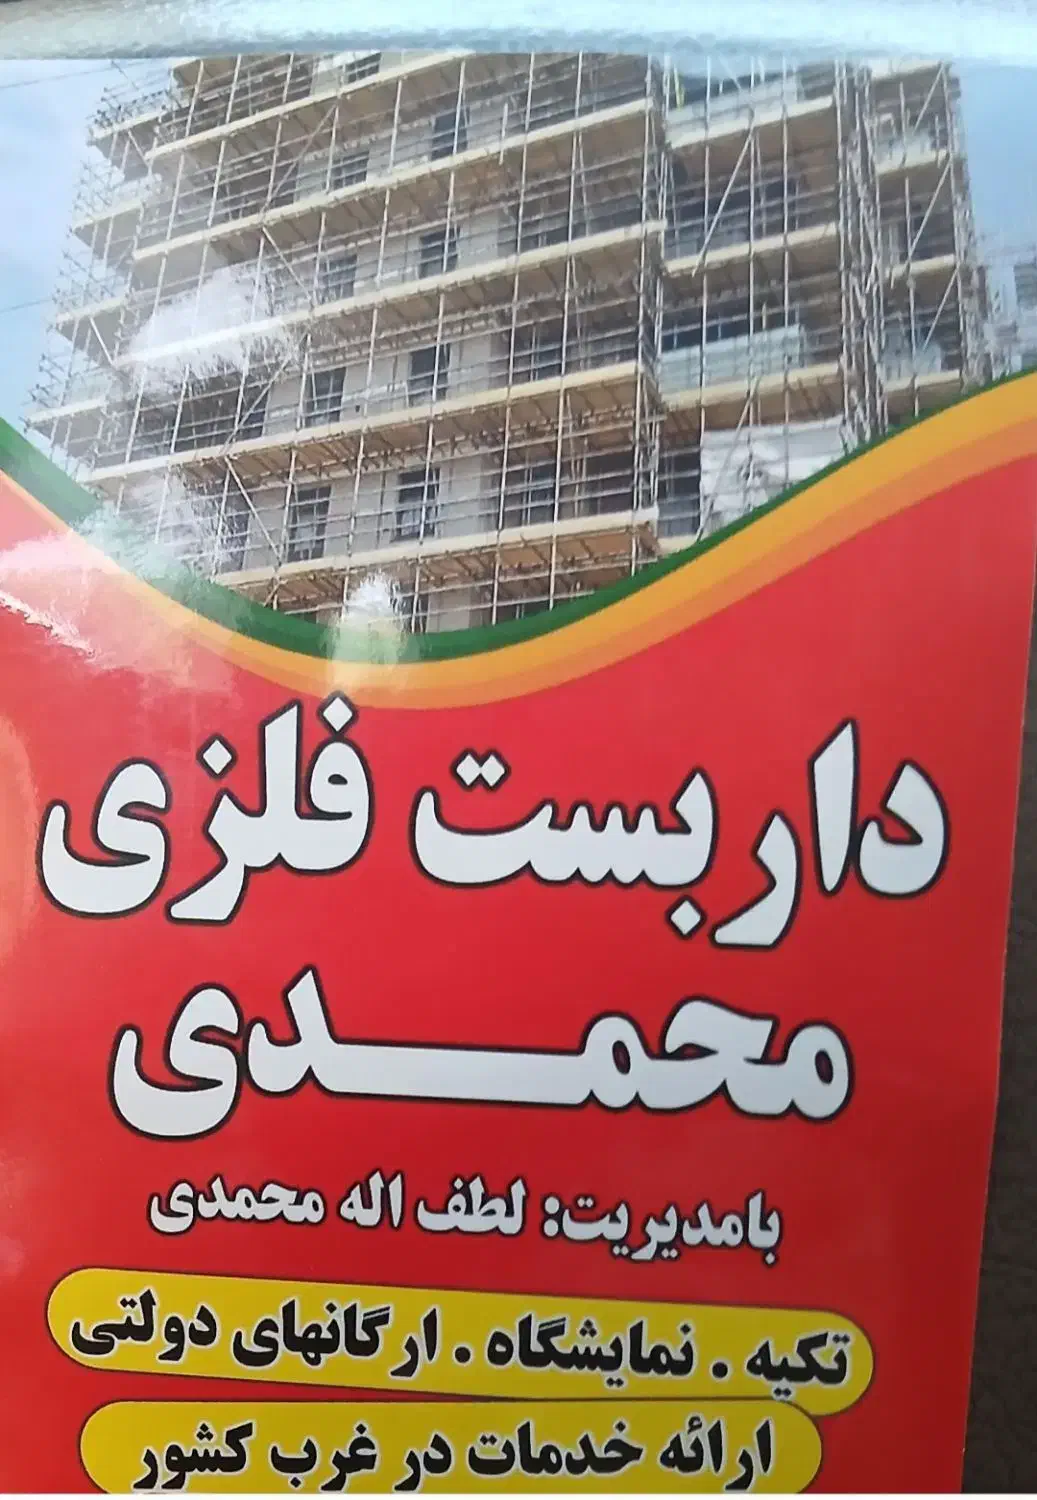 داربست فلزی
محمدی
بامدیریت: لطف اله محمدی
تکیه . نمایشگاه . ارگانهای دولتی
ارائه خدمات در غرب کشور